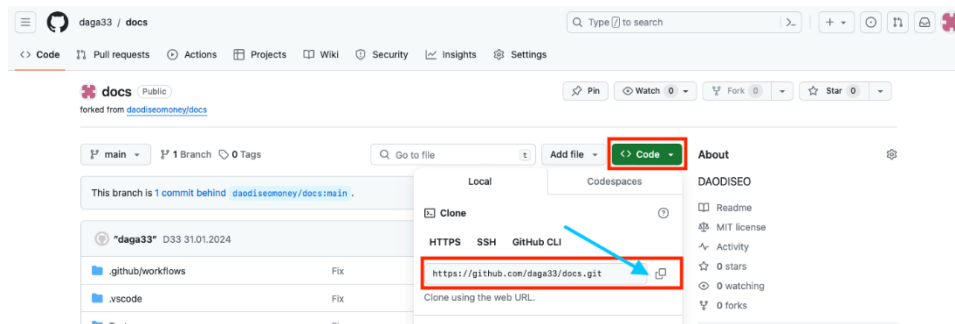 daga33 / docs
Type / to search
Code Pull requests Actions Projects Wiki Security Insights Settings
docs Public
Pin Watch 0 Fork 0 Star 0
forked from daodiseomoney/docs
main 1 Branch 0 Tags Go to file t Add file Code About
This branch is 1 commit behind daodiseomoney/docs:main .
Local Codespaces
DAODISEO
Clone
Readme
MIT license
"daga33" D33 31.01.2024
HTTPS SSH GitHub CLI
Activity
.github/workflows Fix
https://github.com/daga33/docs.git
0 stars
0 watching
.vscode Fix
Clone using the web URL.
0 forks